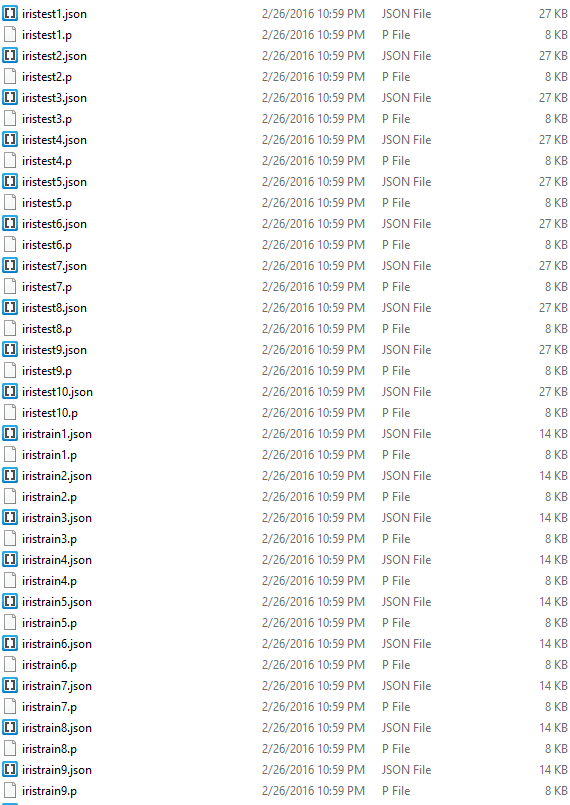 iristest1.json 2/26/2016 10:59 PM JSON File 27 KB
iristest1.p 2/26/2016 10:59 PM P File 8 KB
iristest2.json 2/26/2016 10:59 PM JSON File 27 KB
iristest2.p 2/26/2016 10:59 PM P File 8 KB
iristest3.json 2/26/2016 10:59 PM JSON File 27 KB
iristest3.p 2/26/2016 10:59 PM P File 8 KB
iristest4.json 2/26/2016 10:59 PM JSON File 27 KB
iristest4.p 2/26/2016 10:59 PM P File 8 KB
iristest5.json 2/26/2016 10:59 PM JSON File 27 KB
iristest5.p 2/26/2016 10:59 PM P File 8 KB
iristest6.json 2/26/2016 10:59 PM JSON File 27 KB
iristest6.p 2/26/2016 10:59 PM P File 8 KB
iristest7.json 2/26/2016 10:59 PM JSON File 27 KB
iristest7.p 2/26/2016 10:59 PM P File 8 KB
iristest8.json 2/26/2016 10:59 PM JSON File 27 KB
iristest8.p 2/26/2016 10:59 PM P File 8 KB
iristest9.json 2/26/2016 10:59 PM JSON File 27 KB
iristest9.p 2/26/2016 10:59 PM P File 8 KB
iristest10.json 2/26/2016 10:59 PM JSON File 27 KB
iristest10.p 2/26/2016 10:59 PM P File 8 KB
iristrain1.json 2/26/2016 10:59 PM JSON File 14 KB
iristrain1.p 2/26/2016 10:59 PM P File 8 KB
iristrain2.json 2/26/2016 10:59 PM JSON File 14 KB
iristrain2.p 2/26/2016 10:59 PM P File 8 KB
iristrain3.json 2/26/2016 10:59 PM JSON File 14 KB
iristrain3.p 2/26/2016 10:59 PM P File 8 KB
iristrain4.json 2/26/2016 10:59 PM JSON File 14 KB
iristrain4.p 2/26/2016 10:59 PM P File 8 KB
iristrain5.json 2/26/2016 10:59 PM JSON File 14 KB
iristrain5.p 2/26/2016 10:59 PM P File 8 KB
iristrain6.json 2/26/2016 10:59 PM JSON File 14 KB
iristrain6.p 2/26/2016 10:59 PM P File 8 KB
iristrain7.json 2/26/2016 10:59 PM JSON File 14 KB
iristrain7.p 2/26/2016 10:59 PM P File 8 KB
iristrain8.json 2/26/2016 10:59 PM JSON File 14 KB
iristrain8.p 2/26/2016 10:59 PM P File 8 KB
iristrain9.json 2/26/2016 10:59 PM JSON File 14 KB
iristrain9.p 2/26/2016 10:59 PM P File 8 KB